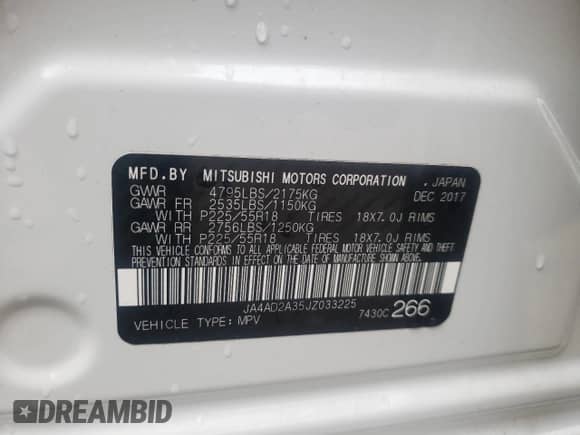 MFD.BY MITSUBISHI MOTORS CORPORATION . JAPAN
GVWR 4795LBS/2175KG DEC 2017
GAWR FR 2535LBS/1150KG
WITH P225/55R18 TIRES 18X7.0J RIMS
GAWR RR 2756LBS/1250KG
WITH P225/55R18 TIRES 18X7.0J RIMS
THIS VEHICLE CONFORMS TO ALL APPLICABLE FEDERAL MOTOR VEHICLE SAFETY AND THEFT
PREVENTION STANDARDS IN EFFECT ON THE DATE OF MANUFACTURE SHOWN ABOVE.
JA4AD2A35JZ033225
VEHICLE TYPE: MPV 7430C 266
DREAMBID